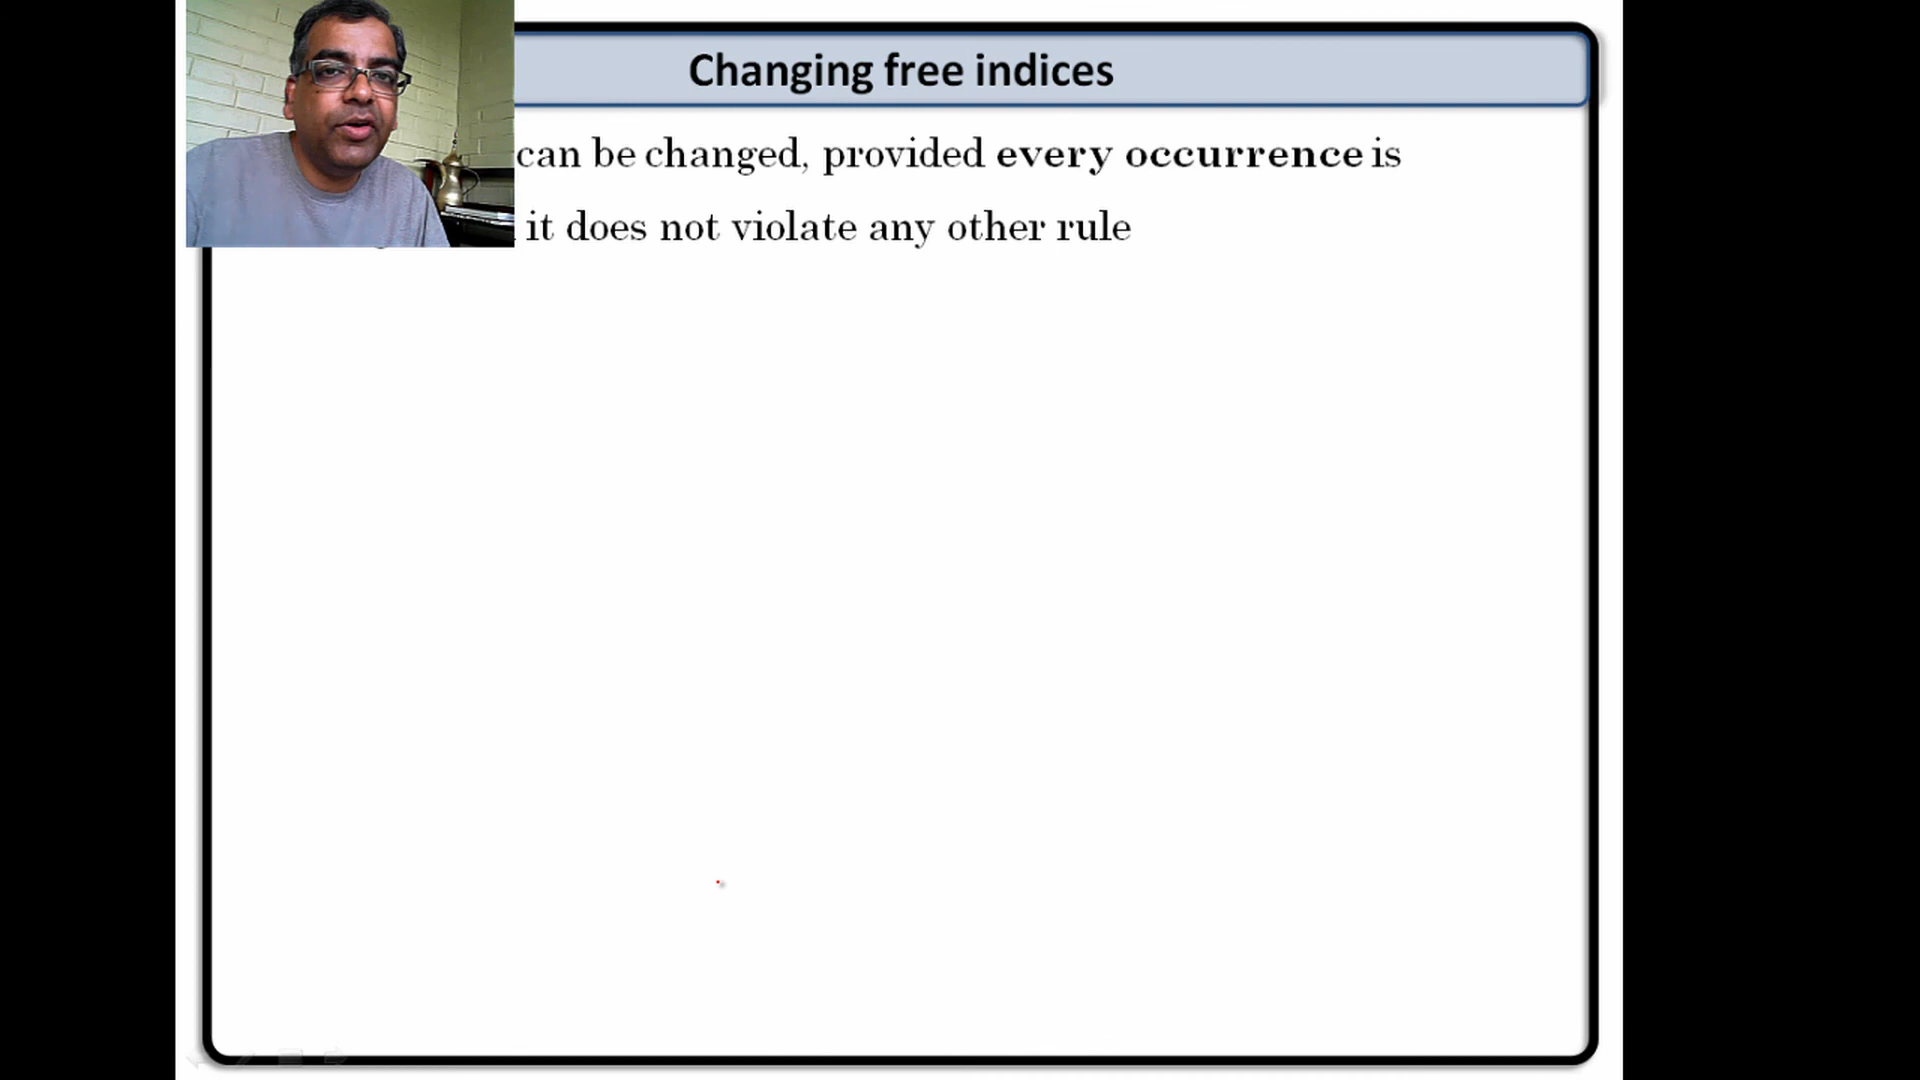 Changing free indices
can be changed, provided every occurrence is
it does not violate any other rule